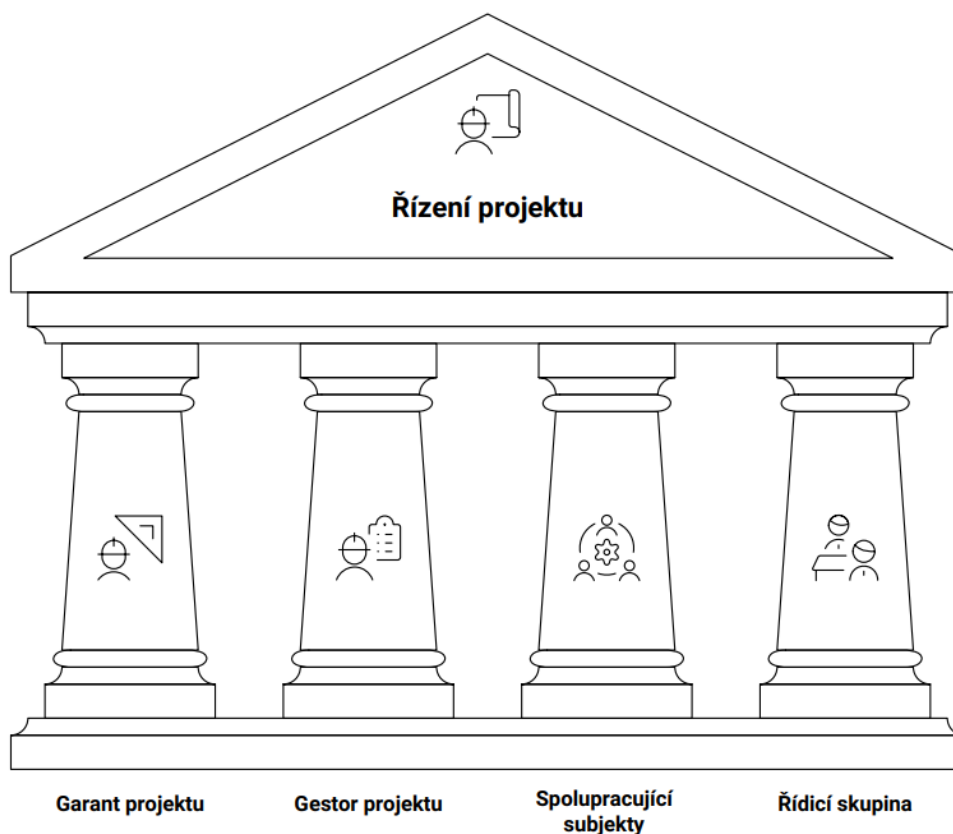 Řízení projektu
Garant projektu
Gestor projektu
Spolupracující
subjekty
Řídicí skupina